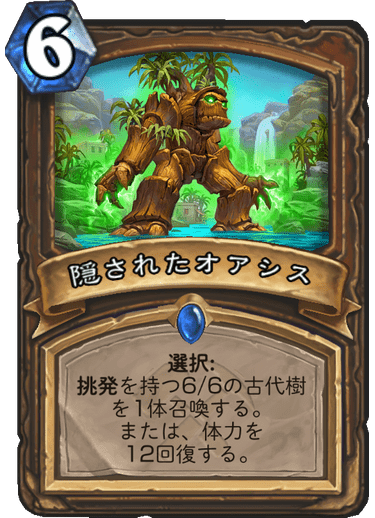 6
隠されたオアシス
選択:
挑発を持つ6/6の古代樹
を1体召喚する。
または、体力を
12回復する。